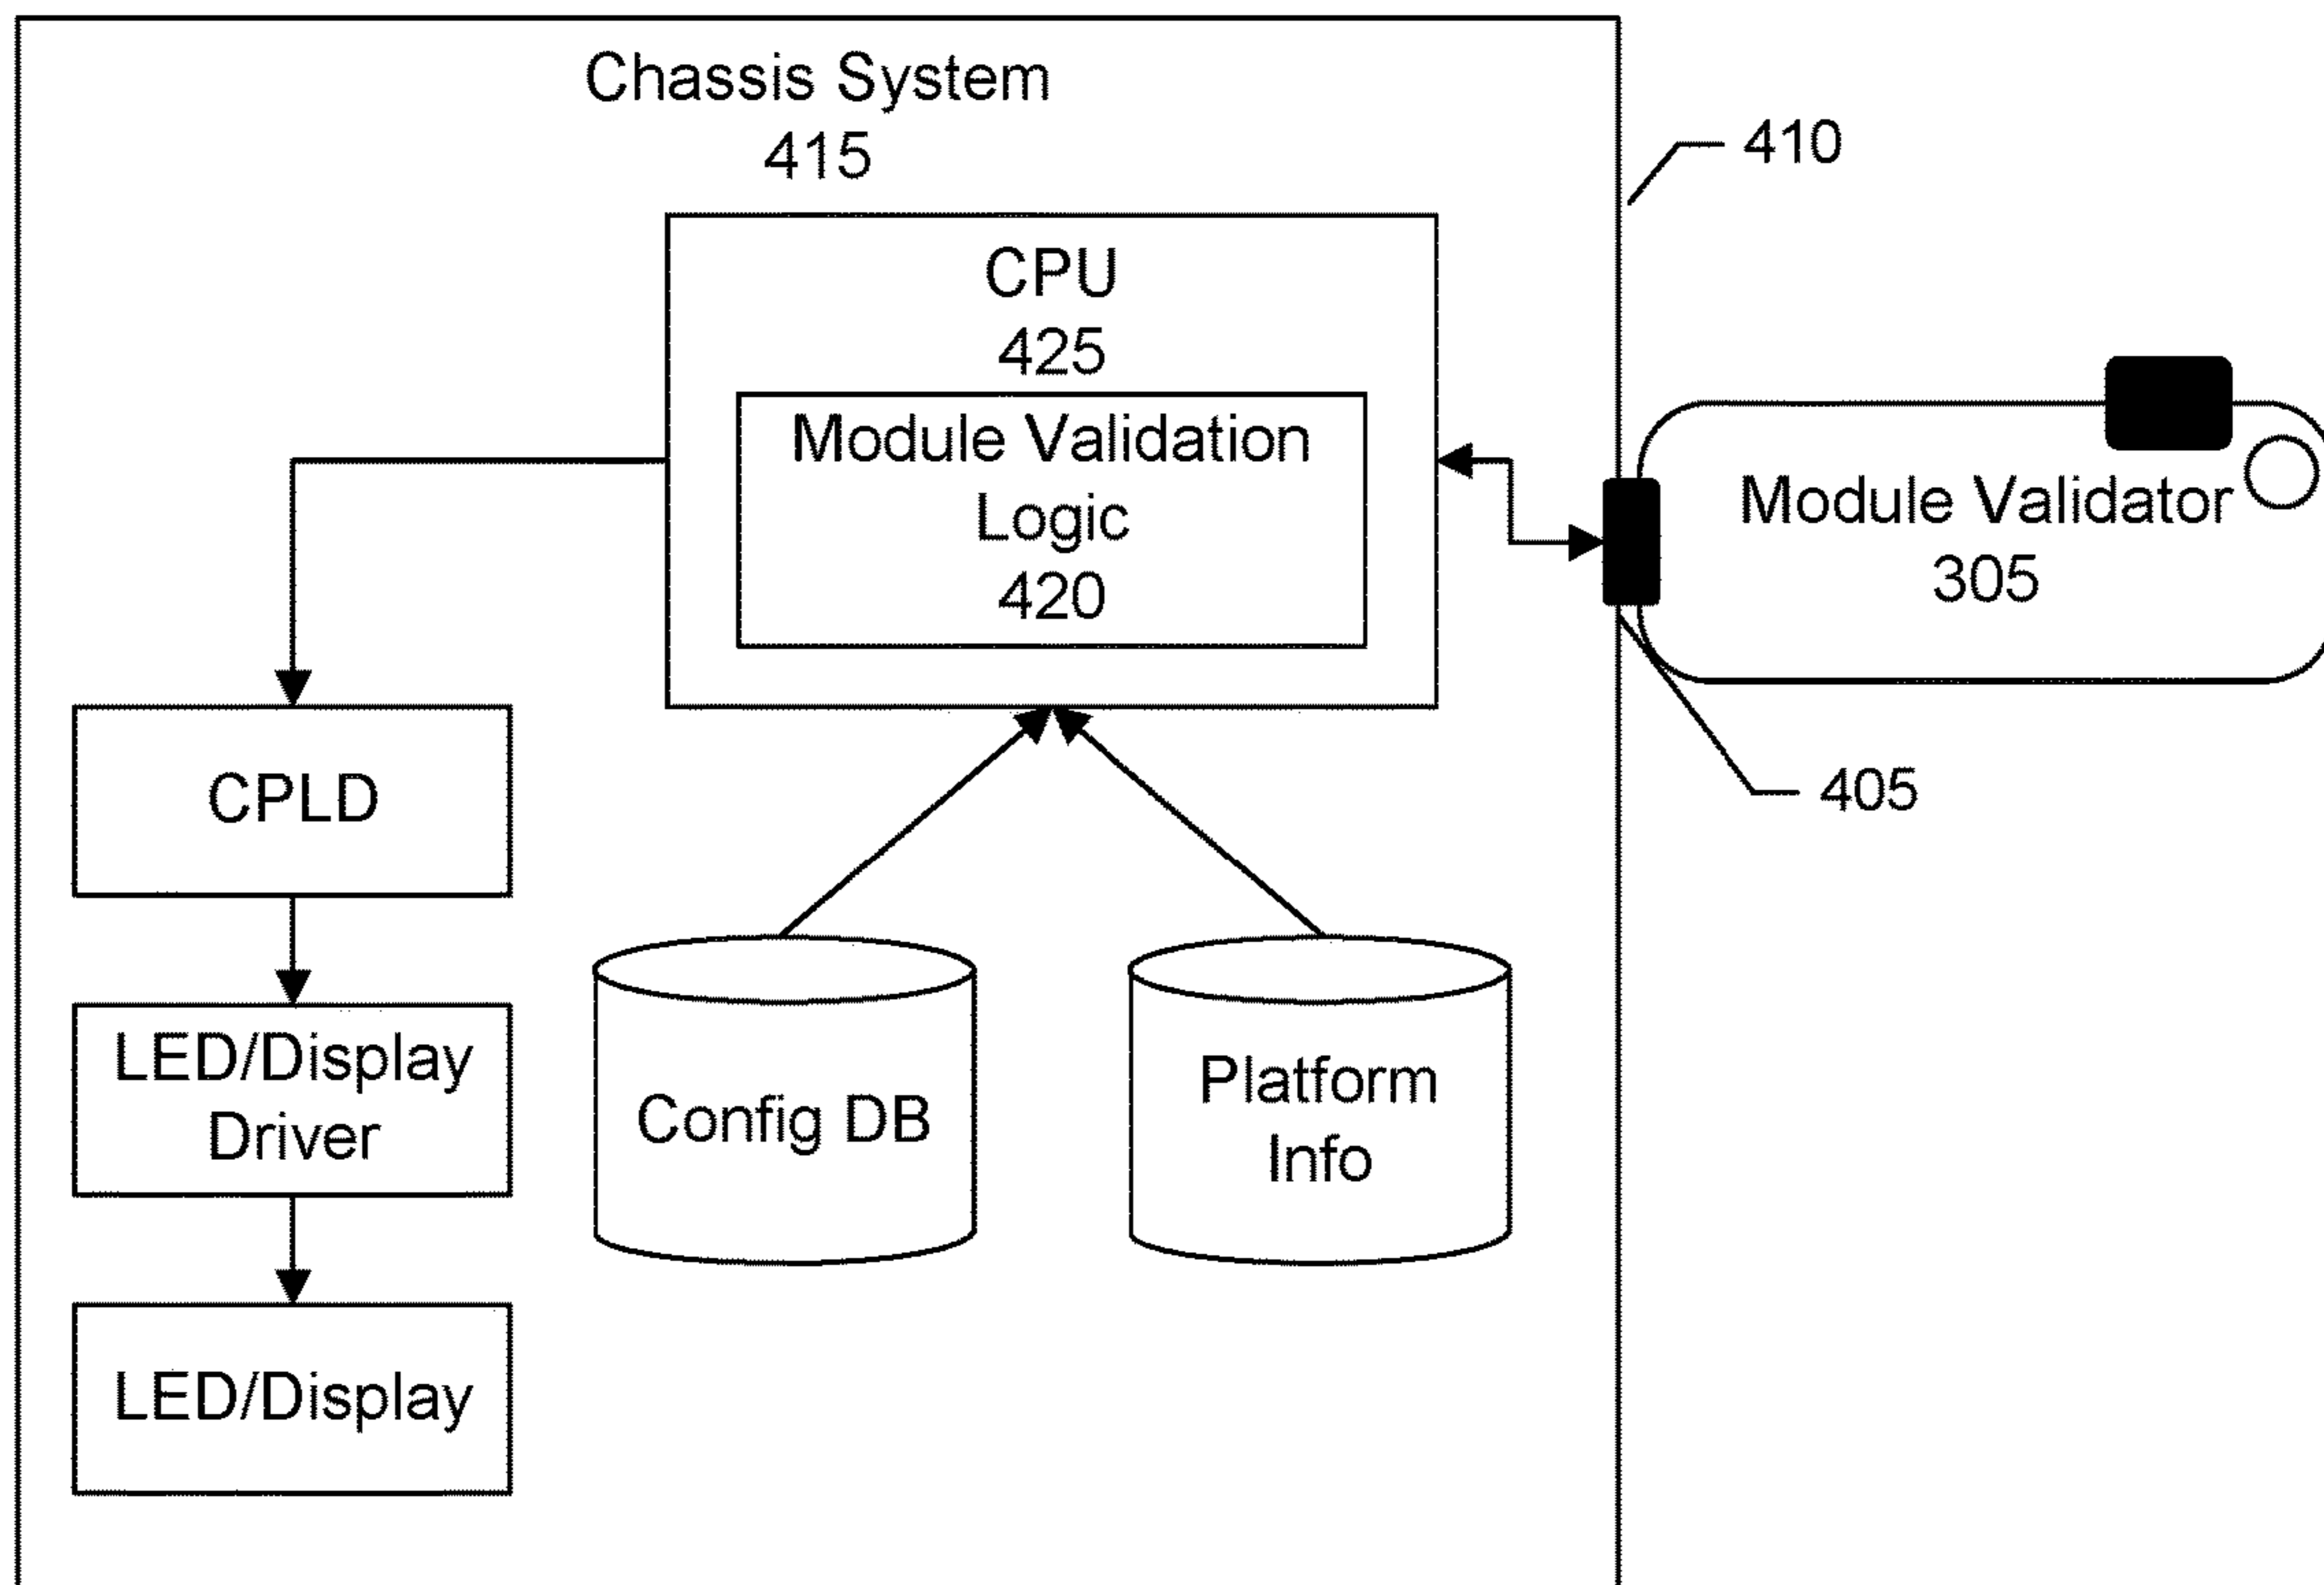 Chassis System
415
410
CPU
425
Module Validation
Logic
420
Module Validator
305
CPLD
405
LED/Display
Driver
Config DB
Platform
Info
LED/Display